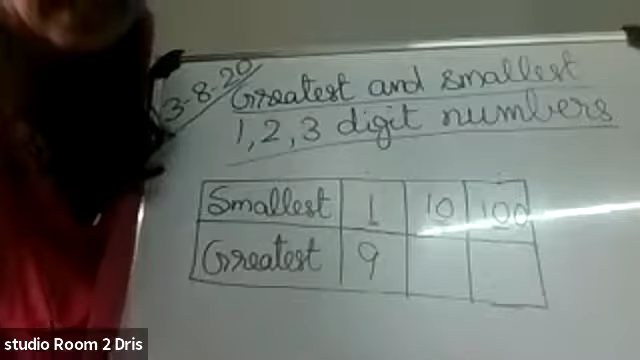 3-8-20
Greatest and smallest
1, 2, 3 digit numbers
Smallest 1 10 100
Greatest 9
studio Room 2 Dris